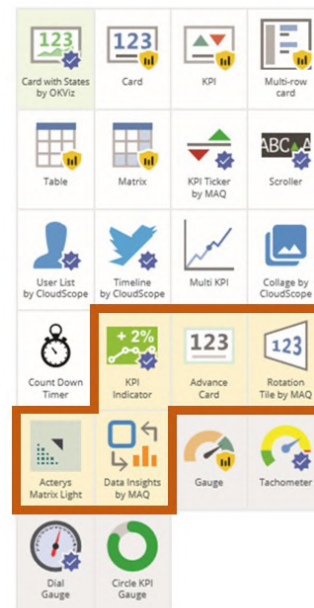 123
123
Card with States
by OKViz
Card
KPI
Multi-row
card
ABC
Table
Matrix
KPI Ticker
by MAQ
Scroller
User List
by CloudScope
Timeline
by CloudScope
Multi KPI
Collage by
CloudScope
+ 2%
123
123
Count Down
Timer
KPI
Indicator
Advance
Card
Rotation
Tile by MAQ
Acterys
Matrix Light
Data Insights
by MAQ
Gauge
Tachometer
Dial
Gauge
Circle KPI
Gauge